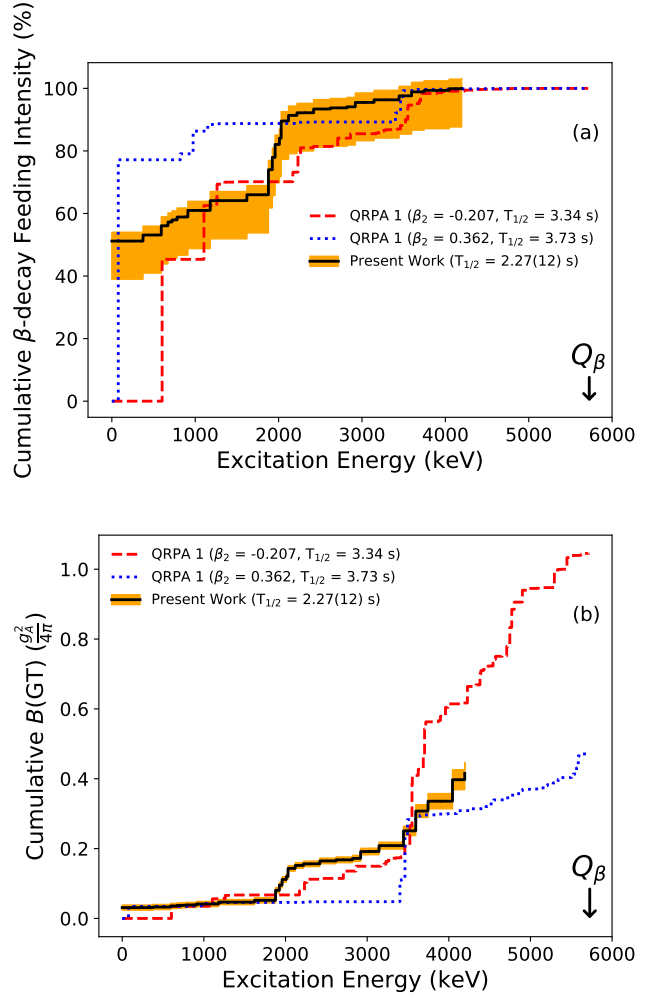 Cumulative β-decay Feeding Intensity (%)
100
80
60
40
20
0
(a)
QRPA 1 (β2 = -0.207, T1/2 = 3.34 s)
QRPA 1 (β2 = 0.362, T1/2 = 3.73 s)
Present Work (T1/2 = 2.27(12) s)
Qβ
0 1000 2000 3000 4000 5000 6000
Excitation Energy (keV)
QRPA 1 (β2 = -0.207, T1/2 = 3.34 s)
QRPA 1 (β2 = 0.362, T1/2 = 3.73 s)
Present Work (T1/2 = 2.27(12) s)
(b)
Cumulative B(GT) (g²A/4π)
1.0
0.8
0.6
0.4
0.2
0.0
Qβ
0 1000 2000 3000 4000 5000 6000
Excitation Energy (keV)